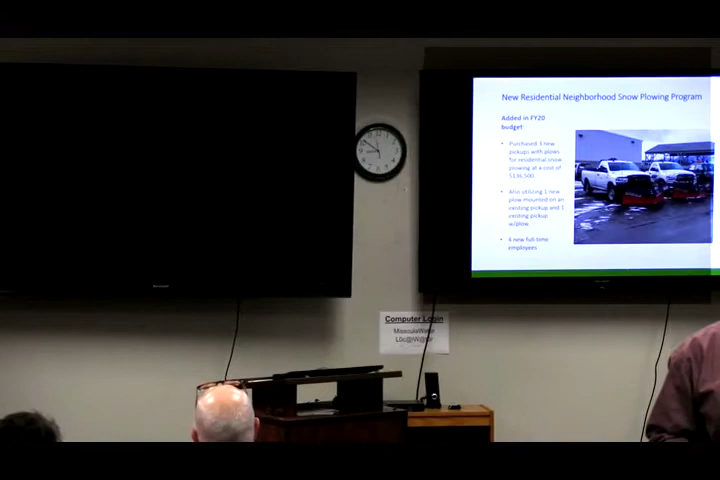 New Residential Neighborhood Snow Plowing Program
Added in FY20
budget:
• Purchased 3 new
pickups with plows
for residential snow
plowing at a cost of
• Also utilizing 1 new
plow mounted on an
existing pickup and 1
existing pickup
w/plow
• 4 new full-time
employees
Computer Login